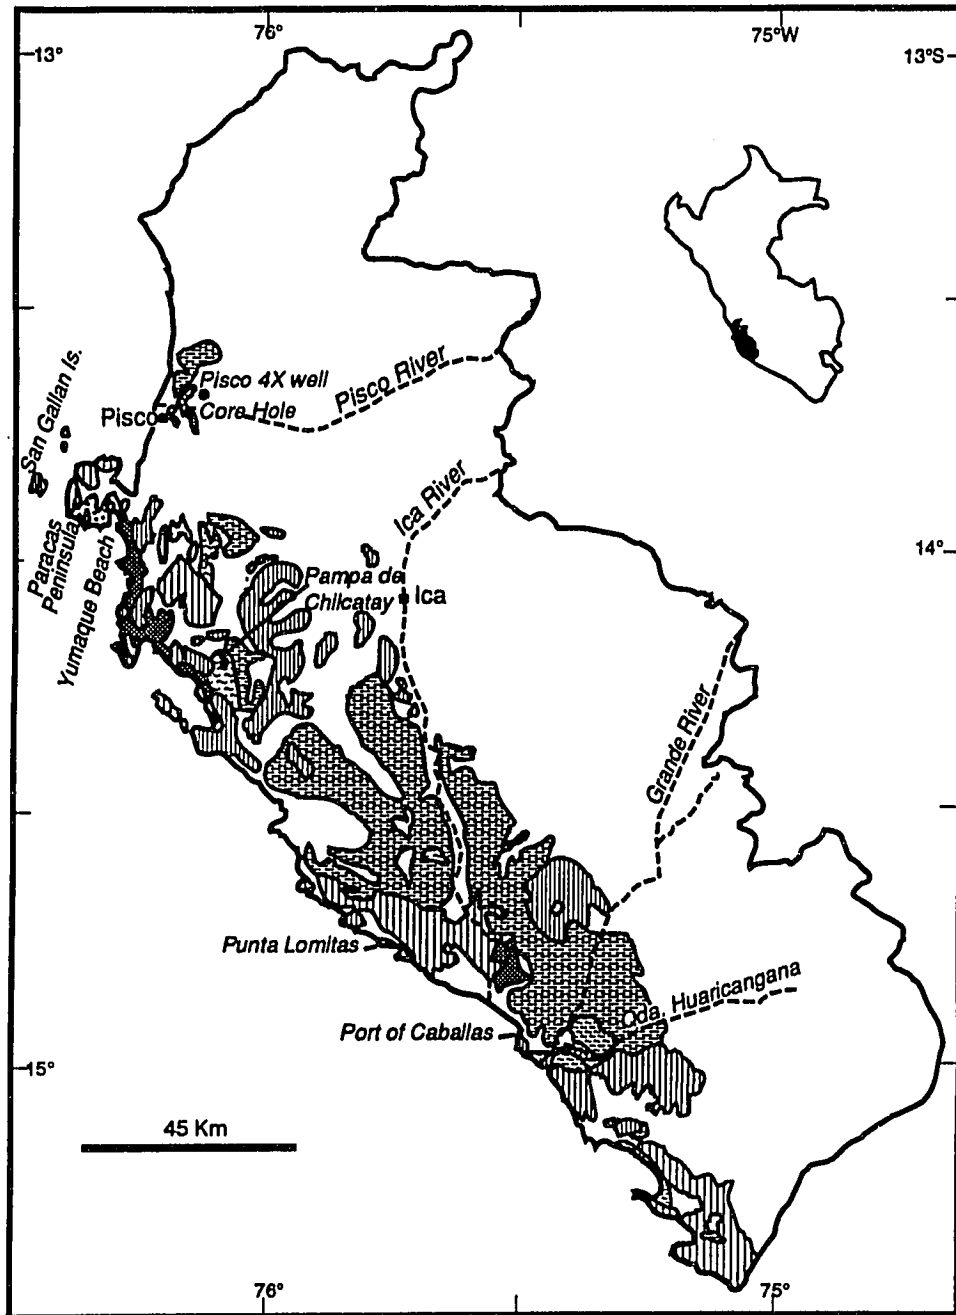 76°
75°W
13°
13°S
San Gallan Is.
Pisco 4X well
Pisco River
Pisco
Core Hole
Ica River
14°
Paracas
Peninsula
Yumaque Beach
Pampa de
Chilcatay
Ica
Grande River
Punta Lomitas
Qda. Huaricangana
Port of Caballas
15°
45 Km
76°
75°